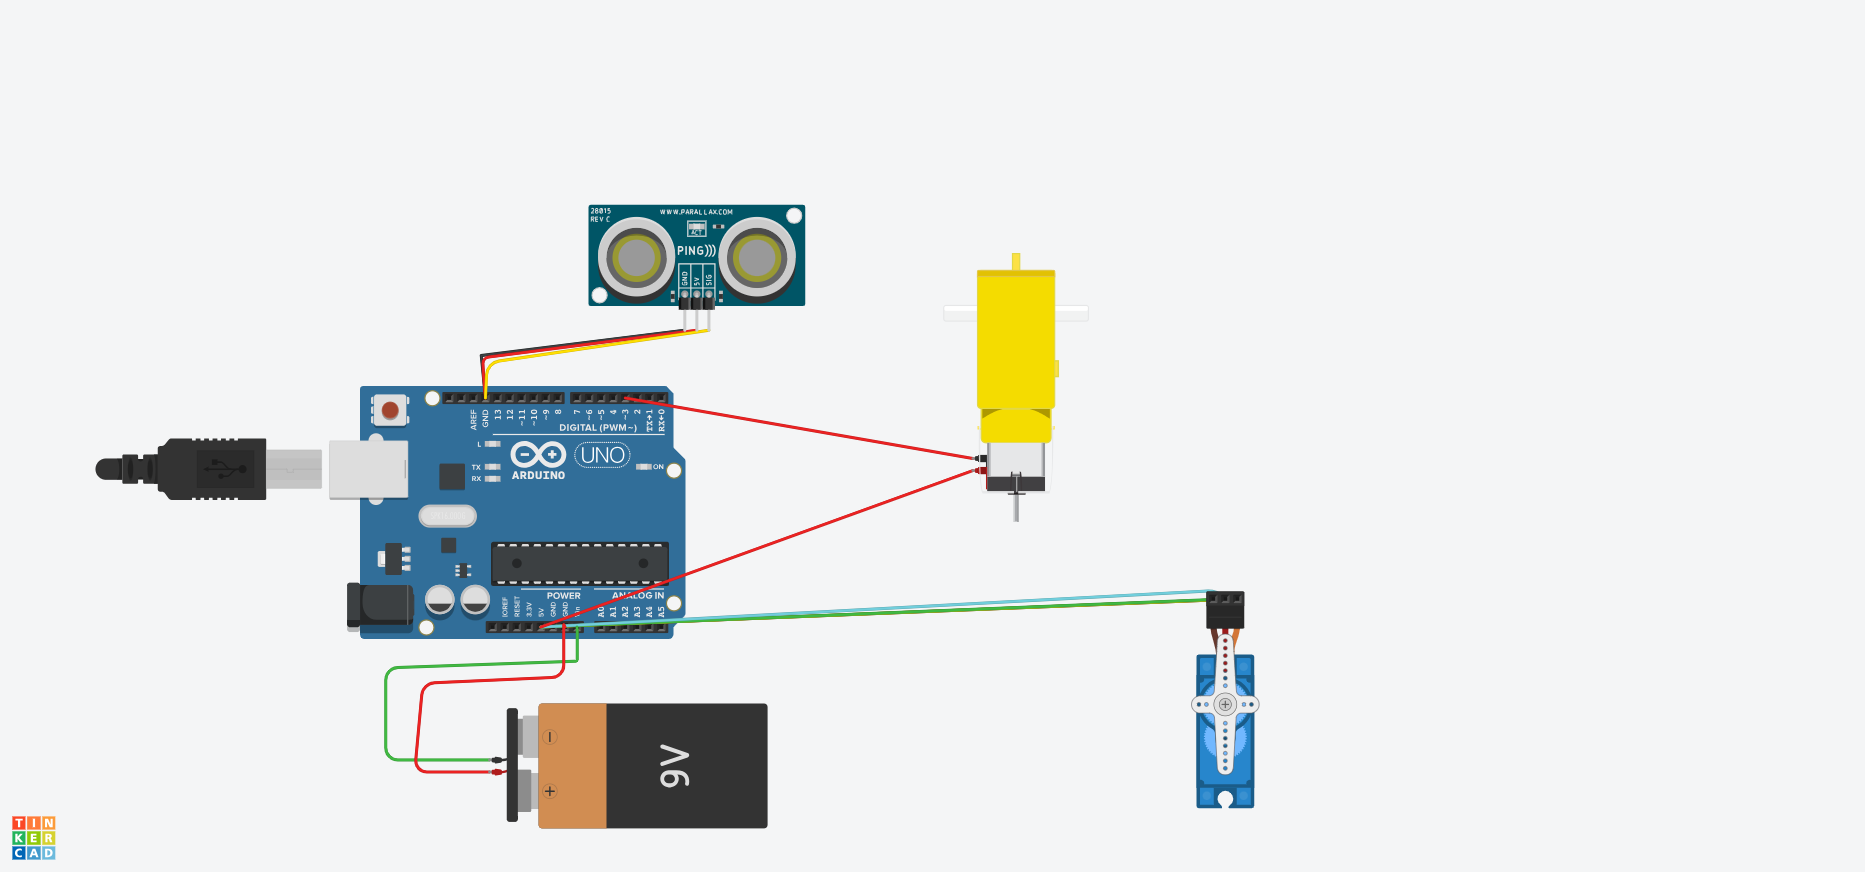 28015
REV C
WWW.PARALLAX.COM
ACT
PING)))
GND
5V
SIG
AREF
GND
13
12
~11
~10
~9
8
7
~6
~5
4
~3
2
TX→1
RX←0
DIGITAL (PWM~)
L
TX
RX
ARDUINO
UNO
ON
POWER
ANALOG IN
IOREF
RESET
3.3V
5V
GND
GND
A0
A1
A2
A3
A4
A5
9V
TIN
KER
CAD